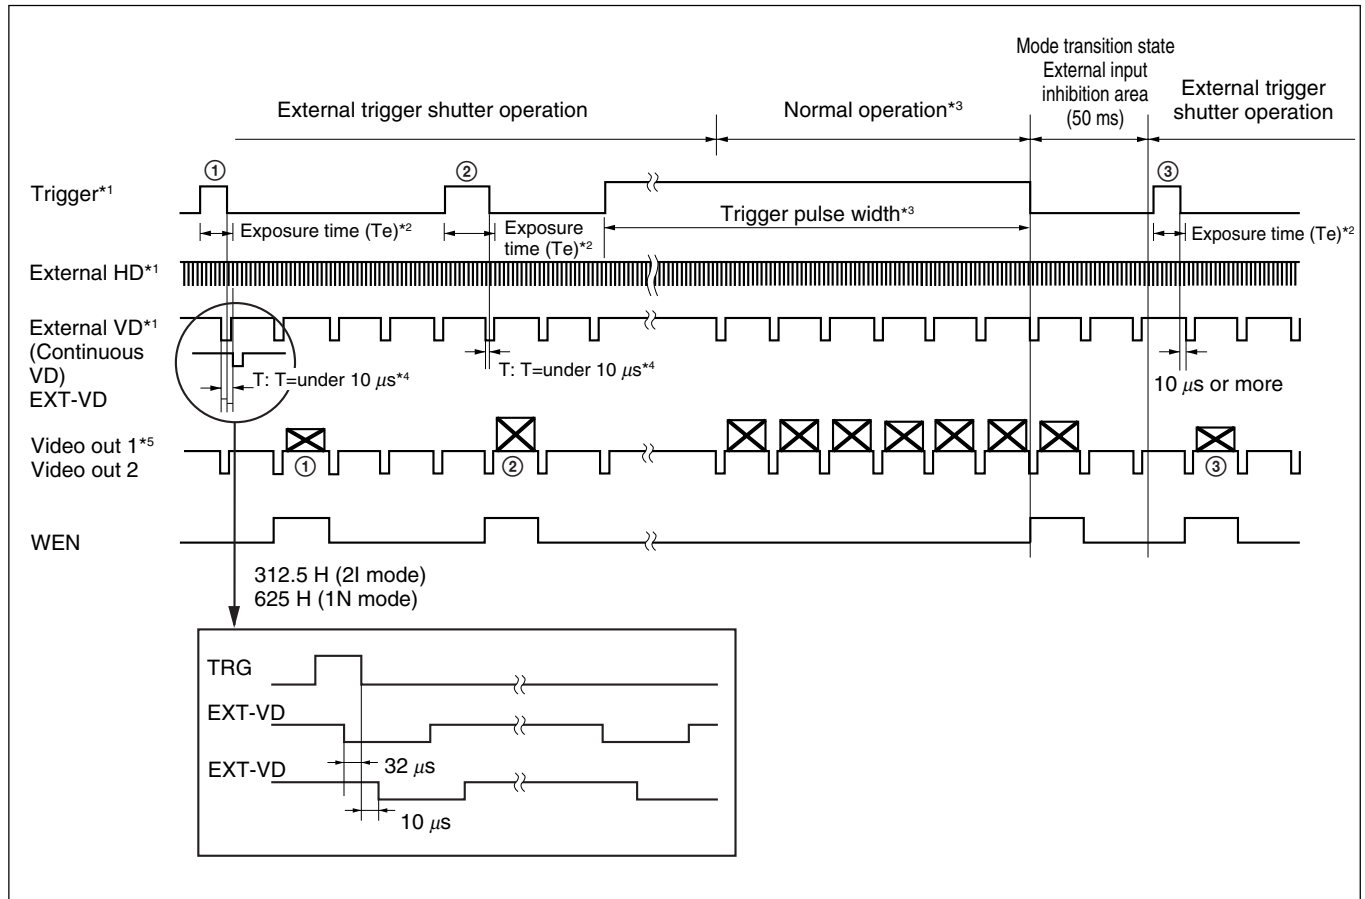 Mode transition state
External input
inhibition area
(50 ms)
External trigger
shutter operation
External trigger shutter operation
Normal operation*3
① ② ③
Trigger*1
Exposure time (Te)*2
Exposure
time (Te)*2
Trigger pulse width*3
Exposure time (Te)*2
External HD*1
External VD*1
(Continuous
VD)
EXT-VD
T: T=under 10 μs*4
T: T=under 10 μs*4
10 μs or more
Video out 1*5
Video out 2
① ② ③
WEN
312.5 H (2I mode)
625 H (1N mode)
TRG
EXT-VD
32 μs
EXT-VD
10 μs